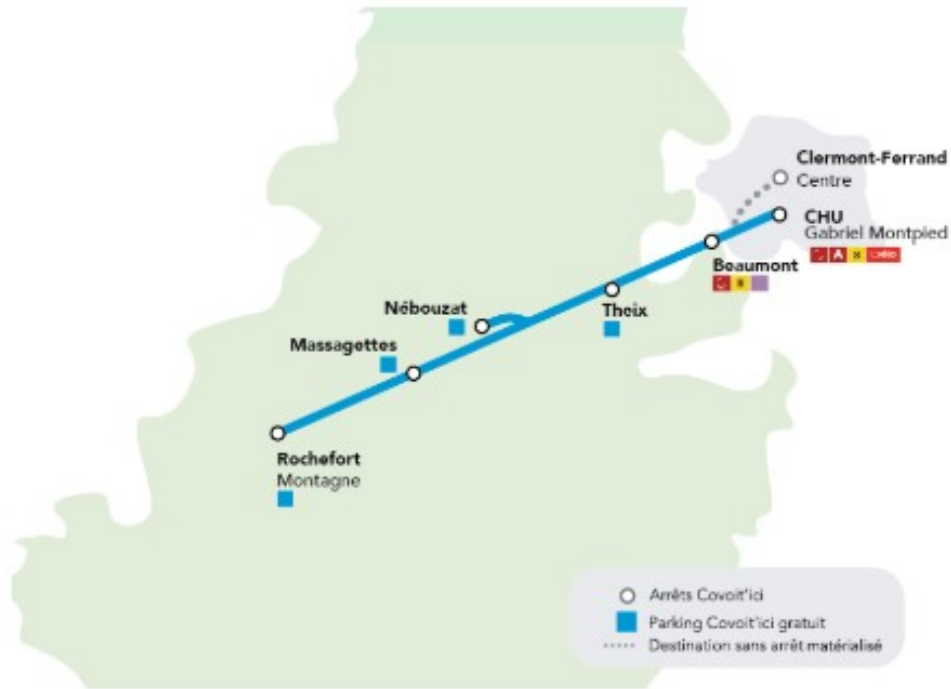 Clermont-Ferrand
Centre
CHU
Gabriel Montpied
A
Beaumont
Nébouzat
Theix
Massagettes
Rochefort
Montagne
Arrêts Covoit'ici
Parking Covoit'ici gratuit
Destination sans arrêt matérialisé